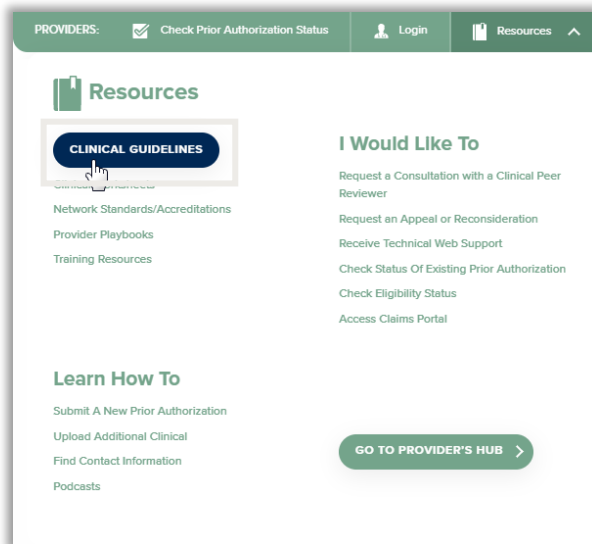 PROVIDERS:
Check Prior Authorization Status
Login
Resources
Resources
CLINICAL GUIDELINES
Network Standards/Accreditations
Provider Playbooks
Training Resources
I Would Like To
Request a Consultation with a Clinical Peer
Reviewer
Request an Appeal or Reconsideration
Receive Technical Web Support
Check Status Of Existing Prior Authorization
Check Eligibility Status
Access Claims Portal
Learn How To
Submit A New Prior Authorization
Upload Additional Clinical
Find Contact Information
Podcasts
GO TO PROVIDER'S HUB